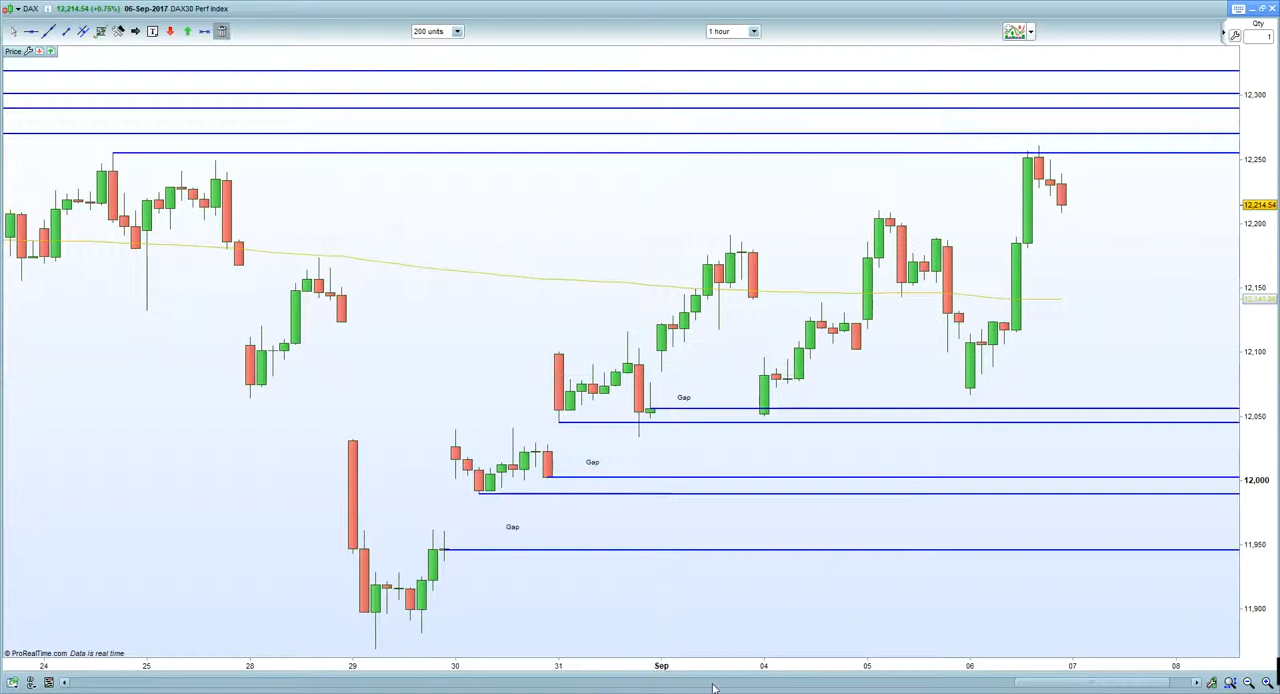 DAX 12,214.54 (+0.75%) 06-Sep-2017 DAX30 Perf Index
Qty
200 units
1 hour
1
Price
12,300
12,250
12,214.54
12,200
12,150
12,100
Gap
12,050
Gap
12,000
Gap
11,950
11,900
© ProRealTime.com Data is real time
24 25 28 29 30 31 Sep 04 05 06 07 08